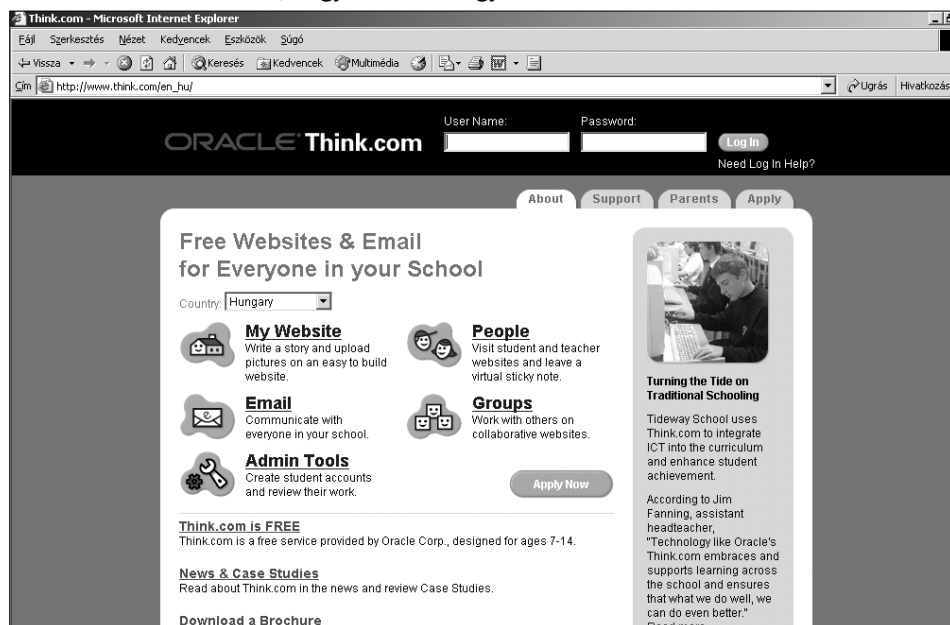 Think.com - Microsoft Internet Explorer
Fájl Szerkesztés Nézet Kedvencek Eszközök Súgó
Vissza Keresés Kedvencek Multimédia
Cím http://www.think.com/en_hu/ Ugrás Hivatkozás
User Name: Password:
ORACLE Think.com Log In
Need Log In Help?
About Support Parents Apply
Free Websites & Email
for Everyone in your School
Country: Hungary
My Website
Write a story and upload
pictures on an easy to build
website.
People
Visit student and teacher
websites and leave a
virtual sticky note.
Email
Communicate with
everyone in your school.
Groups
Work with others on
collaborative websites.
Admin Tools
Create student accounts
and review their work.
Apply Now
Think.com is FREE
Think.com is a free service provided by Oracle Corp., designed for ages 7-14.
News & Case Studies
Read about Think.com in the news and review Case Studies.
Download a Brochure
Turning the Tide on
Traditional Schooling
Tideway School uses
Think.com to integrate
ICT into the curriculum
and enhance student
achievement.
According to Jim
Fanning, assistant
headteacher,
"Technology like Oracle's
Think.com embraces and
supports learning across
the school and ensures
that what we do well, we
can do even better."